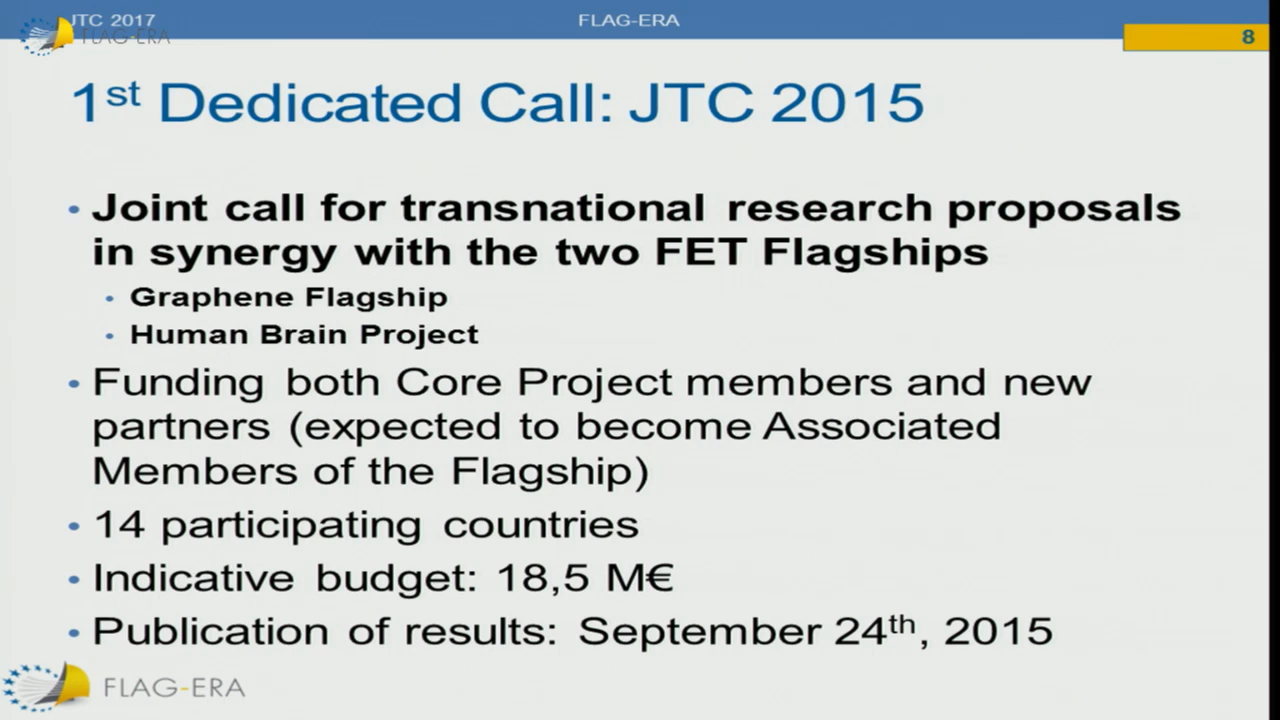 JTC 2017
FLAG-ERA
8
FLAG-ERA
1st Dedicated Call: JTC 2015
• Joint call for transnational research proposals
in synergy with the two FET Flagships
• Graphene Flagship
• Human Brain Project
• Funding both Core Project members and new
partners (expected to become Associated
Members of the Flagship)
• 14 participating countries
• Indicative budget: 18,5 M€
• Publication of results: September 24th, 2015
FLAG-ERA